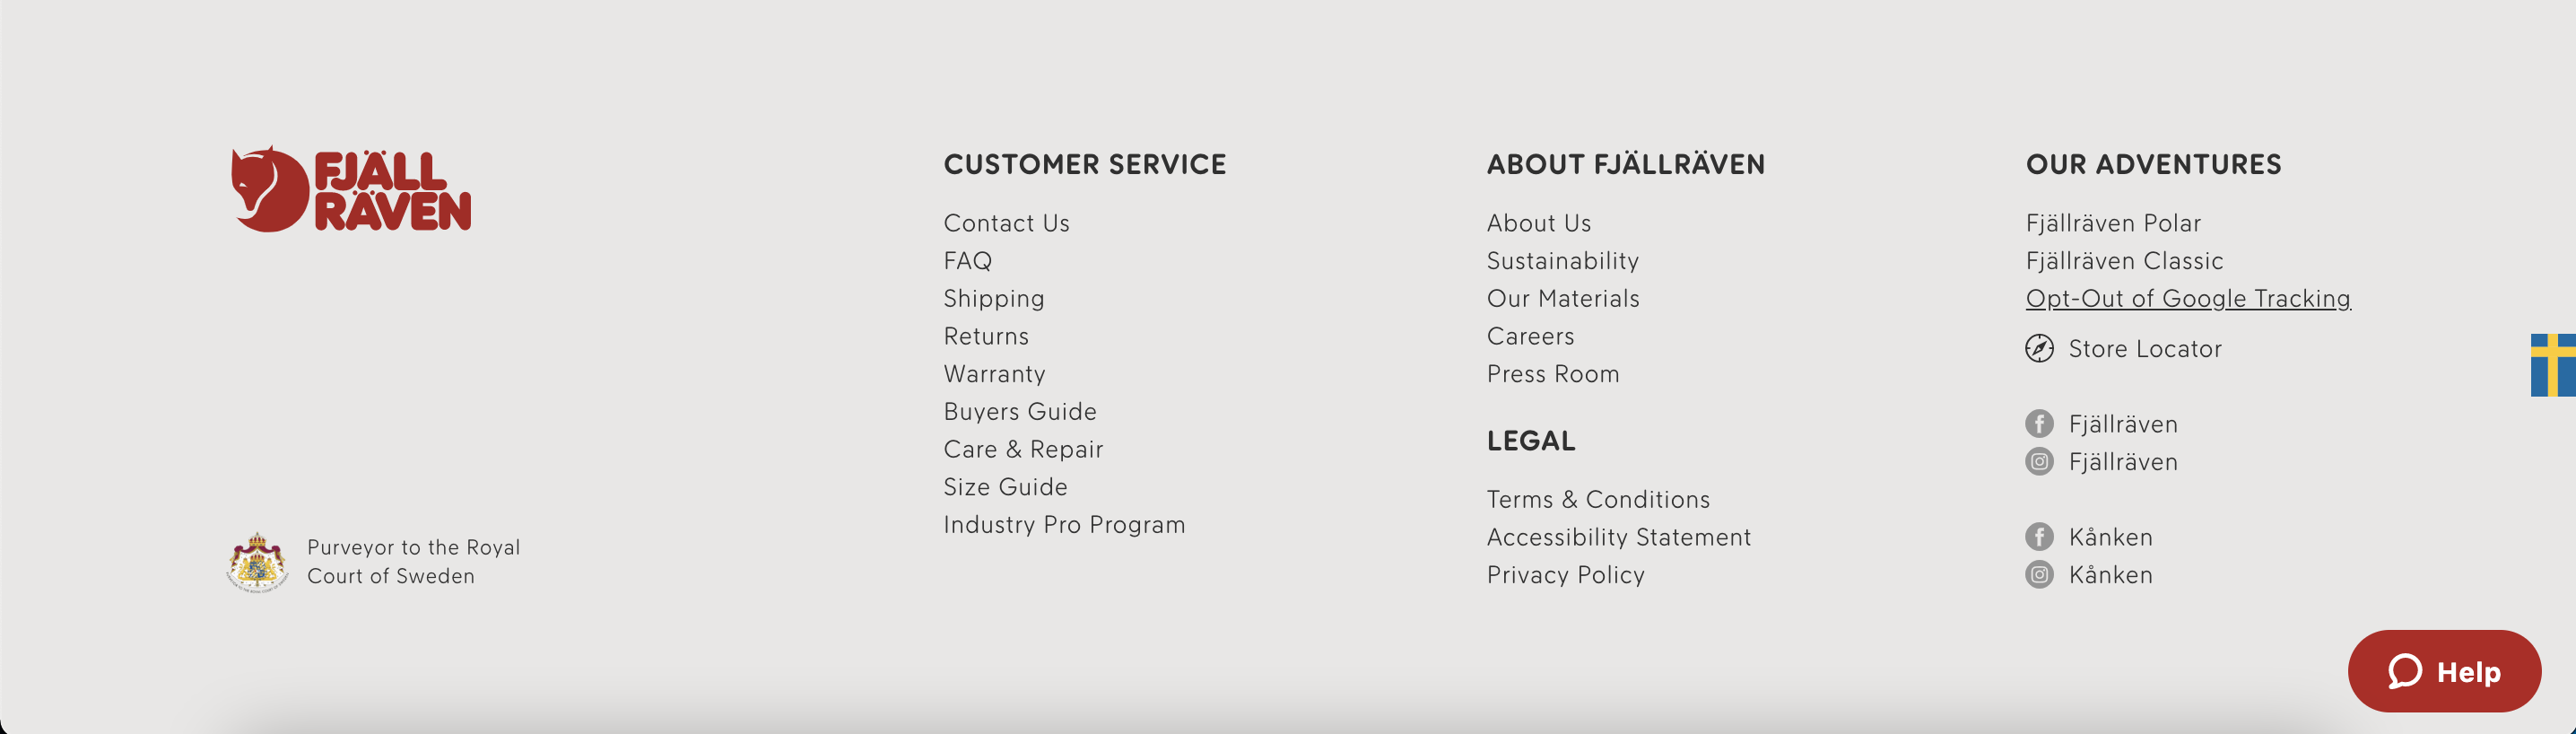 FJÄLL
RÄVEN
Purveyor to the Royal
Court of Sweden
CUSTOMER SERVICE
Contact Us
FAQ
Shipping
Returns
Warranty
Buyers Guide
Care & Repair
Size Guide
Industry Pro Program
ABOUT FJÄLLRÄVEN
About Us
Sustainability
Our Materials
Careers
Press Room
LEGAL
Terms & Conditions
Accessibility Statement
Privacy Policy
OUR ADVENTURES
Fjällräven Polar
Fjällräven Classic
Opt-Out of Google Tracking
Store Locator
Fjällräven
Fjällräven
Kånken
Kånken
Help